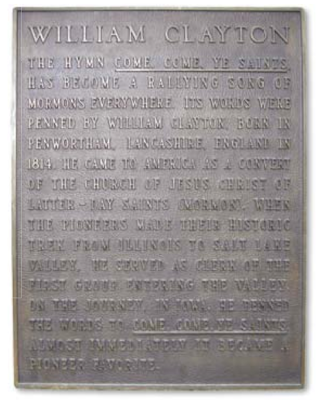 WILLIAM CLAYTON
THE HYMN COME, COME, YE SAINTS,
HAS BECOME A RALLYING SONG OF
MORMONS EVERYWHERE. ITS WORDS WERE
PENNED BY WILLIAM CLAYTON, BORN IN
PENWORTHAM, LANCASHIRE, ENGLAND IN
1814. HE CAME TO AMERICA AS A CONVERT
OF THE CHURCH OF JESUS CHRIST OF
LATTER-DAY SAINTS (MORMON). WHEN
THE PIONEERS MADE THEIR HISTORIC
TREK FROM ILLINOIS TO SALT LAKE
VALLEY, HE SERVED AS CLERK OF THE
FIRST GROUP ENTERING THE VALLEY.
ON THE JOURNEY, IN IOWA, HE PENNED
THE WORDS TO COME, COME, YE SAINTS.
ALMOST IMMEDIATELY IT BECAME A
PIONEER FAVORITE.